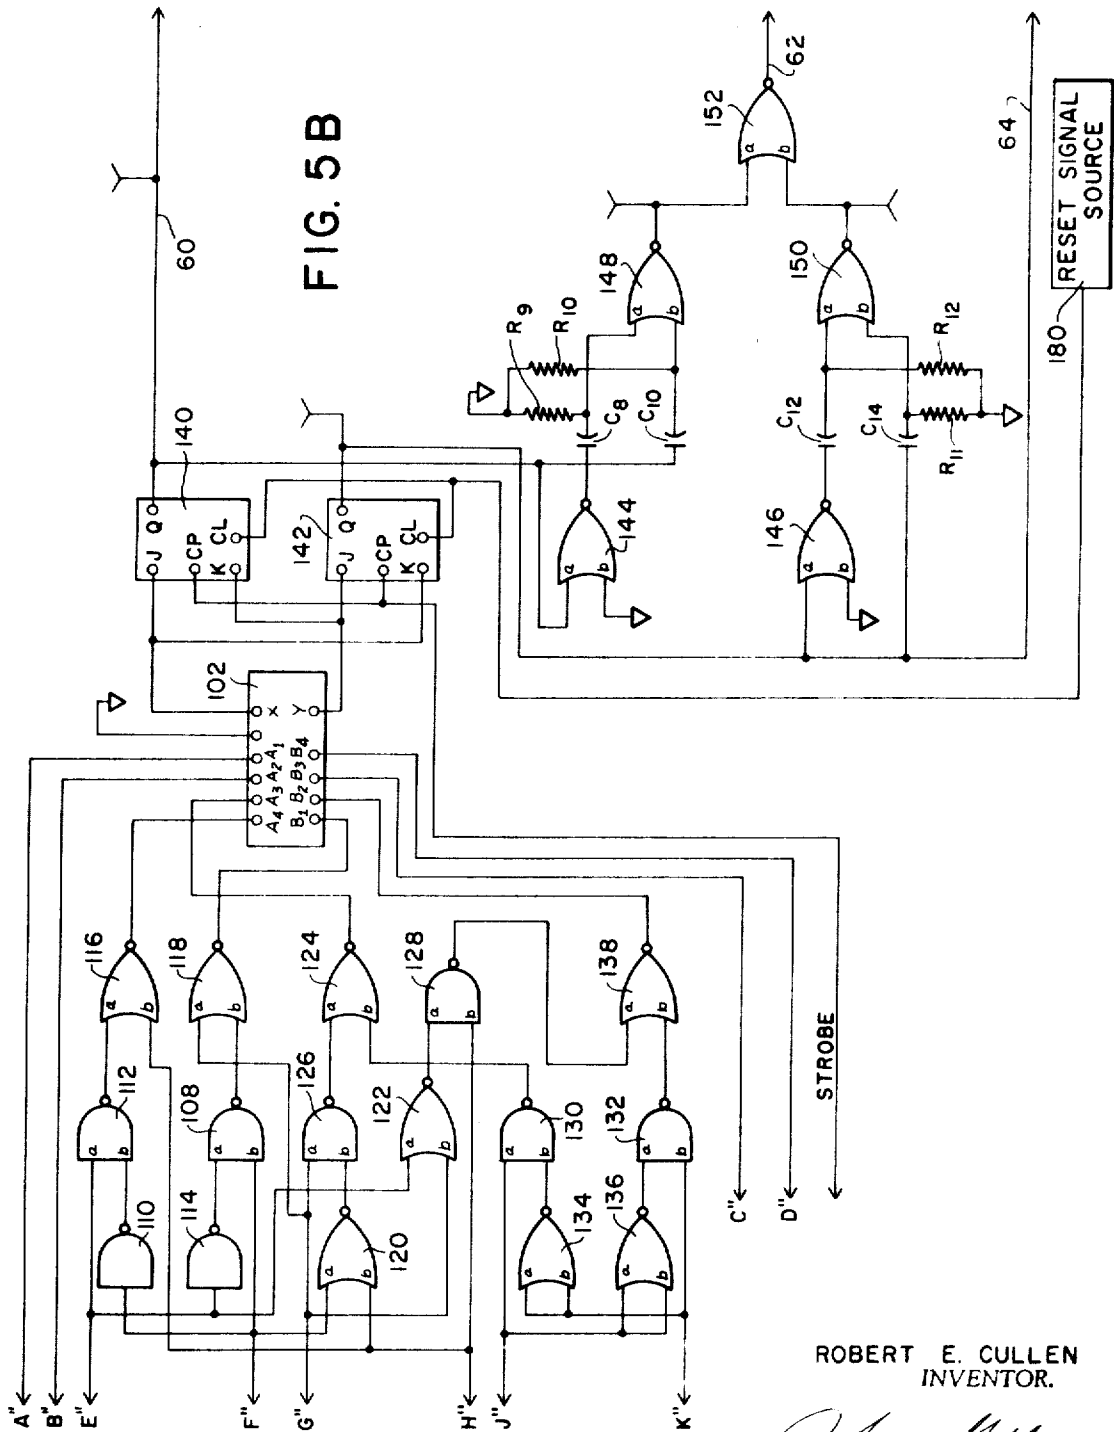 FIG. 5B
60
140
J Q
CP
K CL
142
J Q
CP
K CL
102
X
Y
A4 A3 A2 A1
B1 B2 B3 B4
116
a
b
118
a
b
124
a
b
128
a
b
138
a
b
112
a
b
108
a
b
126
a
b
122
a
b
130
a
b
132
a
b
110
114
120
a
b
134
a
b
136
a
b
A"
B"
E"
F"
G"
H"
J"
K"
C"
D"
STROBE
144
a
b
146
a
b
C8
C10
C12
C14
R9
R10
R11
R12
148
a
b
150
a
b
152
a
b
62
64
180
RESET SIGNAL
SOURCE
ROBERT E. CULLEN
INVENTOR.